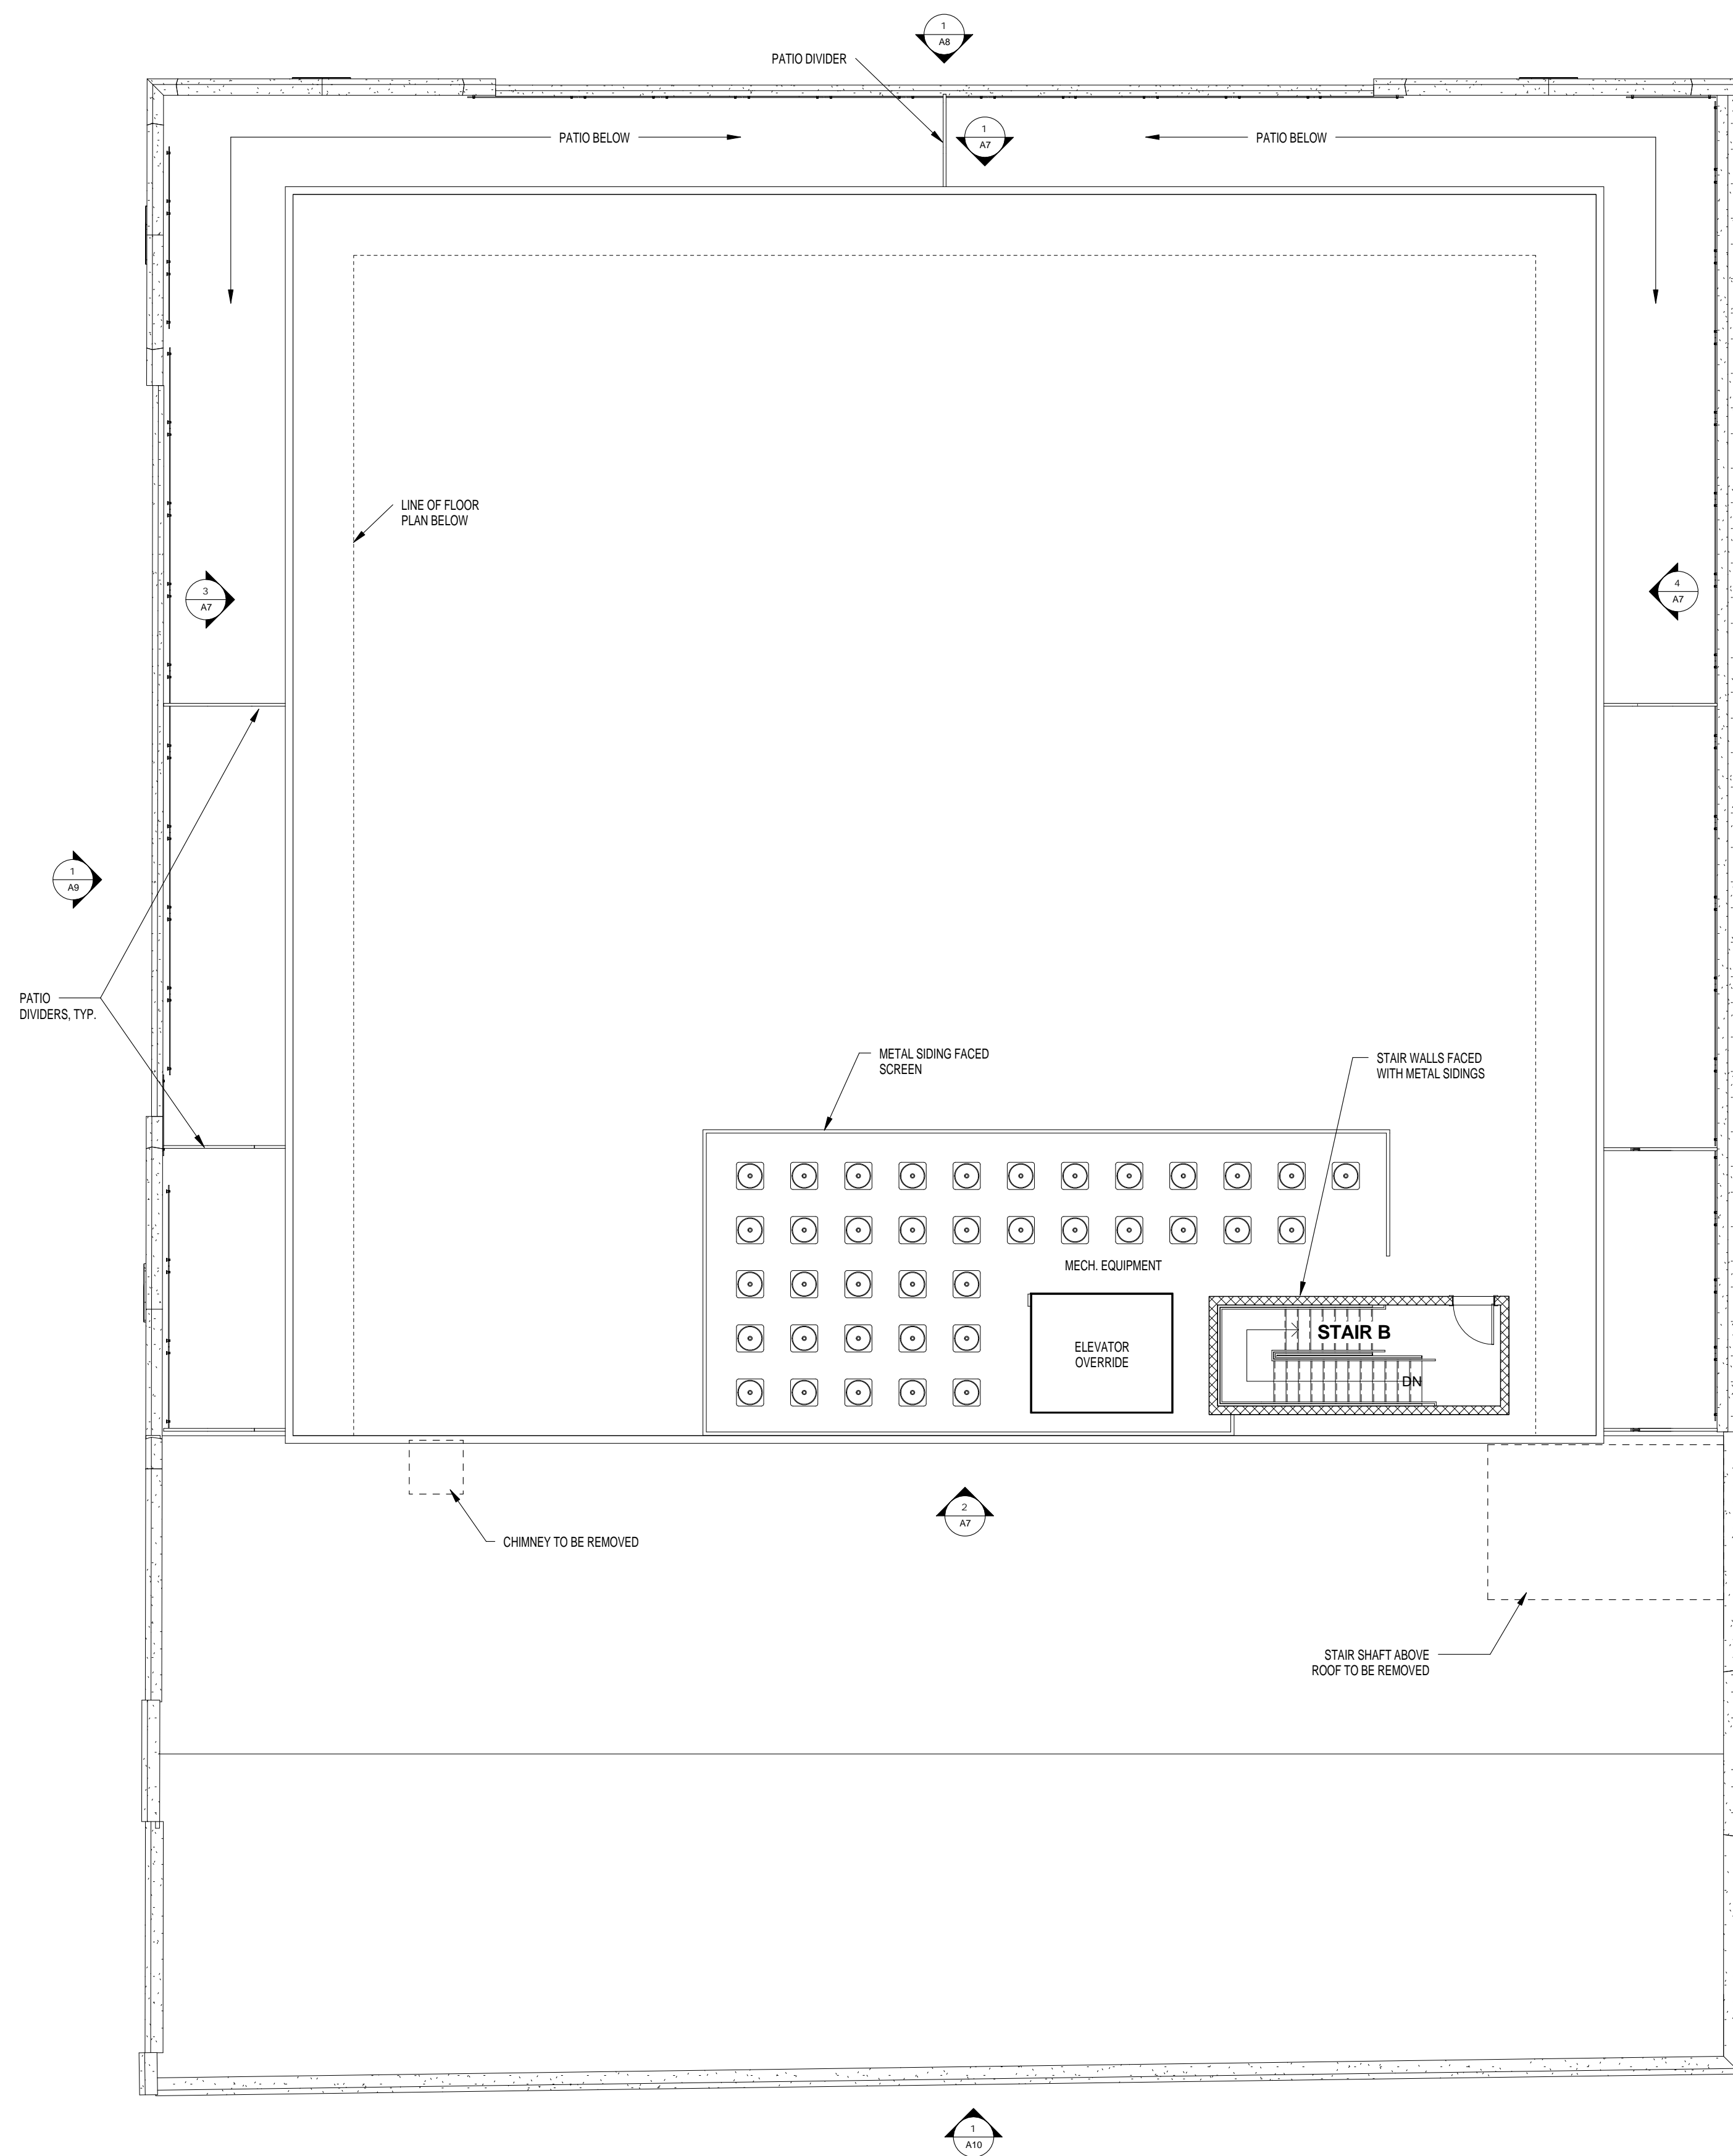 1
A8
PATIO DIVIDER
PATIO BELOW
1
A7
PATIO BELOW
LINE OF FLOOR
PLAN BELOW
3
A7
4
A7
1
A9
PATIO
DIVIDERS, TYP.
METAL SIDING FACED
SCREEN
STAIR WALLS FACED
WITH METAL SIDINGS
MECH. EQUIPMENT
ELEVATOR
OVERRIDE
STAIR B
DN
2
A7
CHIMNEY TO BE REMOVED
STAIR SHAFT ABOVE
ROOF TO BE REMOVED
1
A10